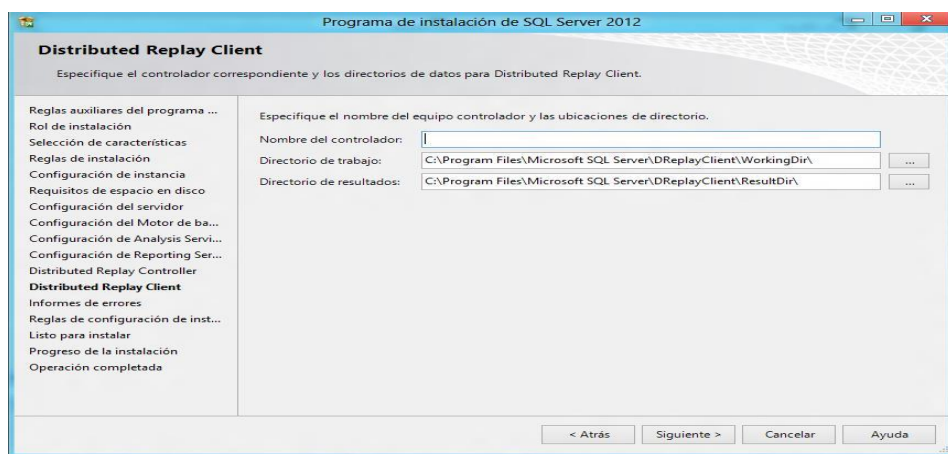 Programa de instalación de SQL Server 2012
Distributed Replay Client
Especifique el controlador correspondiente y los directorios de datos para Distributed Replay Client.
Reglas auxiliares del programa ...
Rol de instalación
Selección de características
Reglas de instalación
Configuración de instancia
Requisitos de espacio en disco
Configuración del servidor
Configuración del Motor de ba...
Configuración de Analysis Servi...
Configuración de Reporting Ser...
Distributed Replay Controller
Distributed Replay Client
Informes de errores
Reglas de configuración de inst...
Listo para instalar
Progreso de la instalación
Operación completada
Especifique el nombre del equipo controlador y las ubicaciones de directorio.
Nombre del controlador:
Directorio de trabajo: C:\Program Files\Microsoft SQL Server\DReplayClient\WorkingDir\ ...
Directorio de resultados: C:\Program Files\Microsoft SQL Server\DReplayClient\ResultDir\ ...
< Atrás Siguiente > Cancelar Ayuda